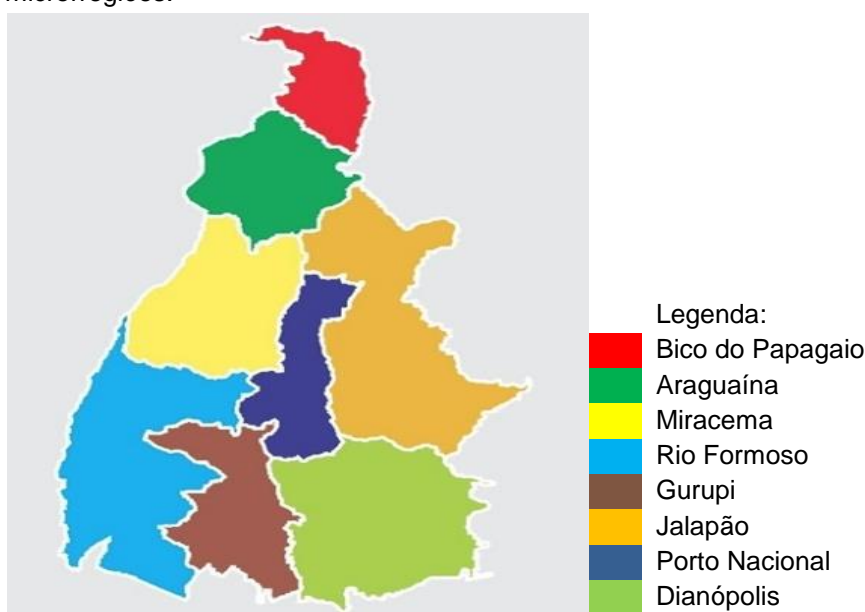 Legenda:
Bico do Papagaio
Araguaína
Miracema
Rio Formoso
Gurupi
Jalapão
Porto Nacional
Dianópolis